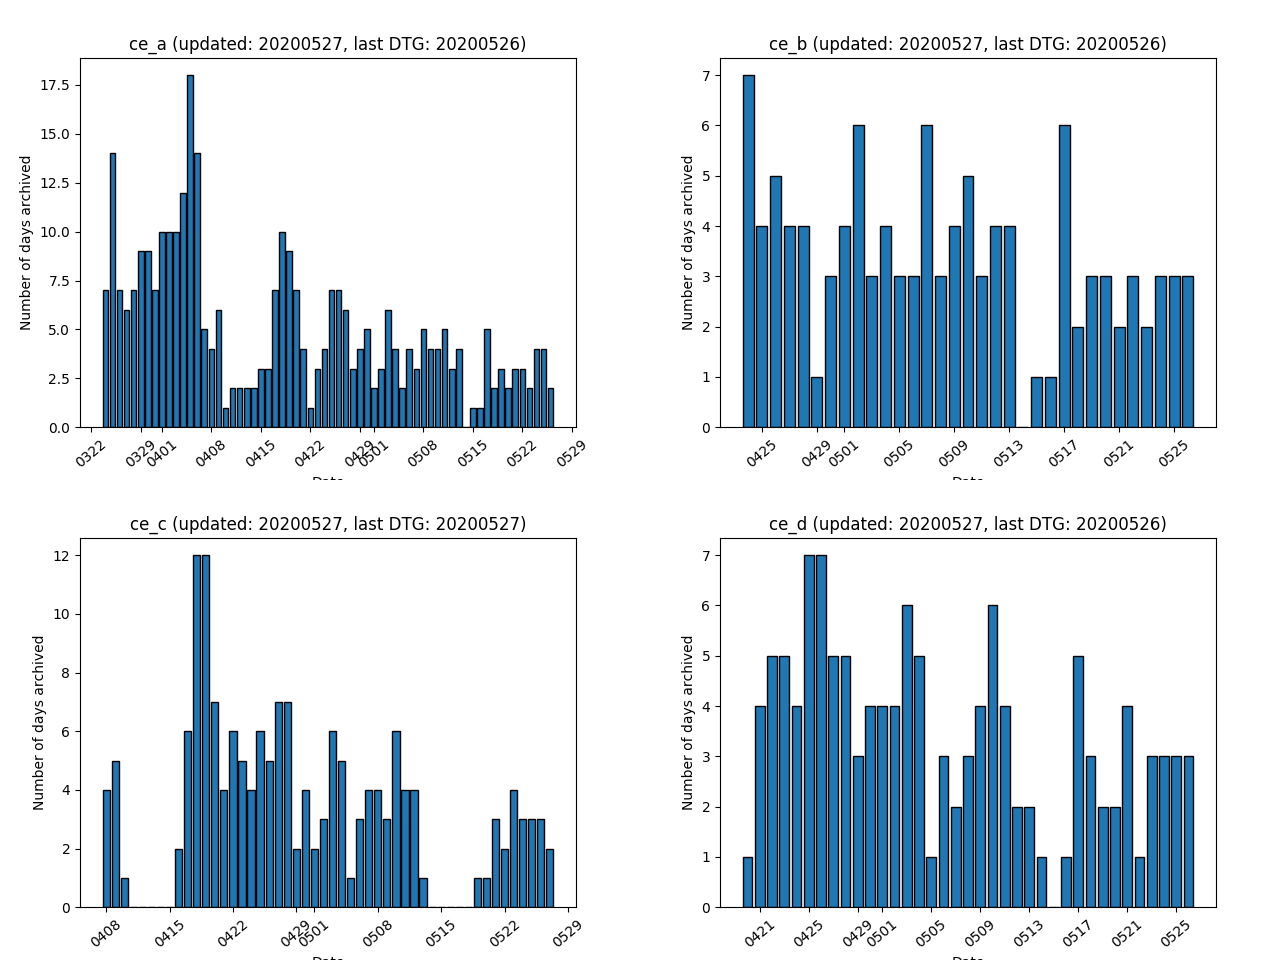 ce_a (updated: 20200527, last DTG: 20200526)
Number of days archived
17.5
15.0
12.5
10.0
7.5
5.0
2.5
0.0
0322 0329 0401 0408 0415 0422 0429 0501 0508 0515 0522 0529
Date
ce_b (updated: 20200527, last DTG: 20200526)
Number of days archived
7
6
5
4
3
2
1
0
0425 0429 0501 0505 0509 0513 0517 0521 0525
Date
ce_c (updated: 20200527, last DTG: 20200527)
Number of days archived
12
10
8
6
4
2
0
0408 0415 0422 0429 0501 0508 0515 0522 0529
Date
ce_d (updated: 20200527, last DTG: 20200526)
Number of days archived
7
6
5
4
3
2
1
0
0421 0425 0429 0501 0505 0509 0513 0517 0521 0525
Date